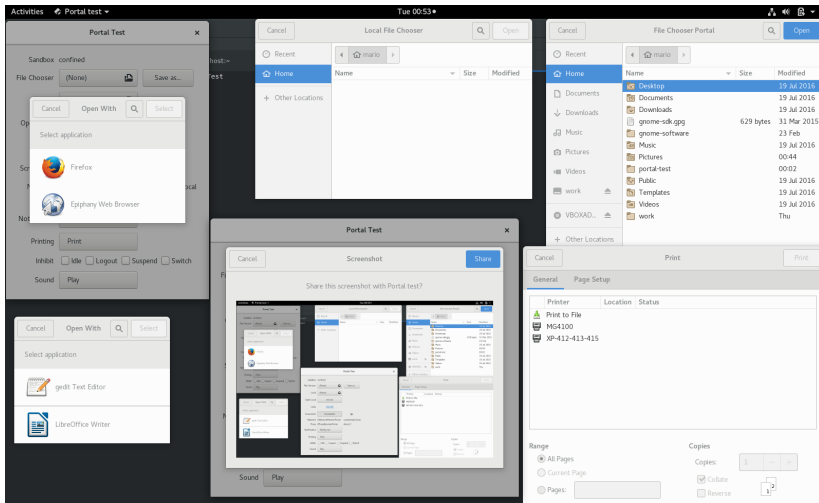 Activities
Portal test
Tue 00:53
Portal Test
×
Sandbox confined
File Chooser (None) Save as...
Cancel Open With Select
Select application
Firefox
Epiphany Web Browser
Printing Print
Inhibit Idle Logout Suspend Switch
Sound Play
Cancel Open With Select
Select application
gedit Text Editor
LibreOffice Writer
Cancel Local File Chooser Open
Recent
Home
+ Other Locations
mario
Name Size Modified
Cancel File Chooser Portal Open
Recent
Home
Documents
Downloads
Music
Pictures
Videos
work
VBOXAD...
+ Other Locations
mario
Name Size Modified
Desktop 19 Jul 2016
Documents 19 Jul 2016
Downloads 19 Jul 2016
gnome-sdk.gpg 629 bytes 31 Mar 2015
gnome-software 23 Feb
Music 19 Jul 2016
Pictures 00:44
portal-test 00:02
Public 19 Jul 2016
Templates 19 Jul 2016
Videos 19 Jul 2016
work Thu
Portal Test
×
Cancel Screenshot Share
Share this screenshot with Portal test?
Sound Play
Cancel Print Print
General Page Setup
Printer Location Status
Print to File
MG4100
XP-412-413-415
Range
All Pages
Current Page
Pages:
Copies
Copies: 1 - +
Collate
Reverse
1 2